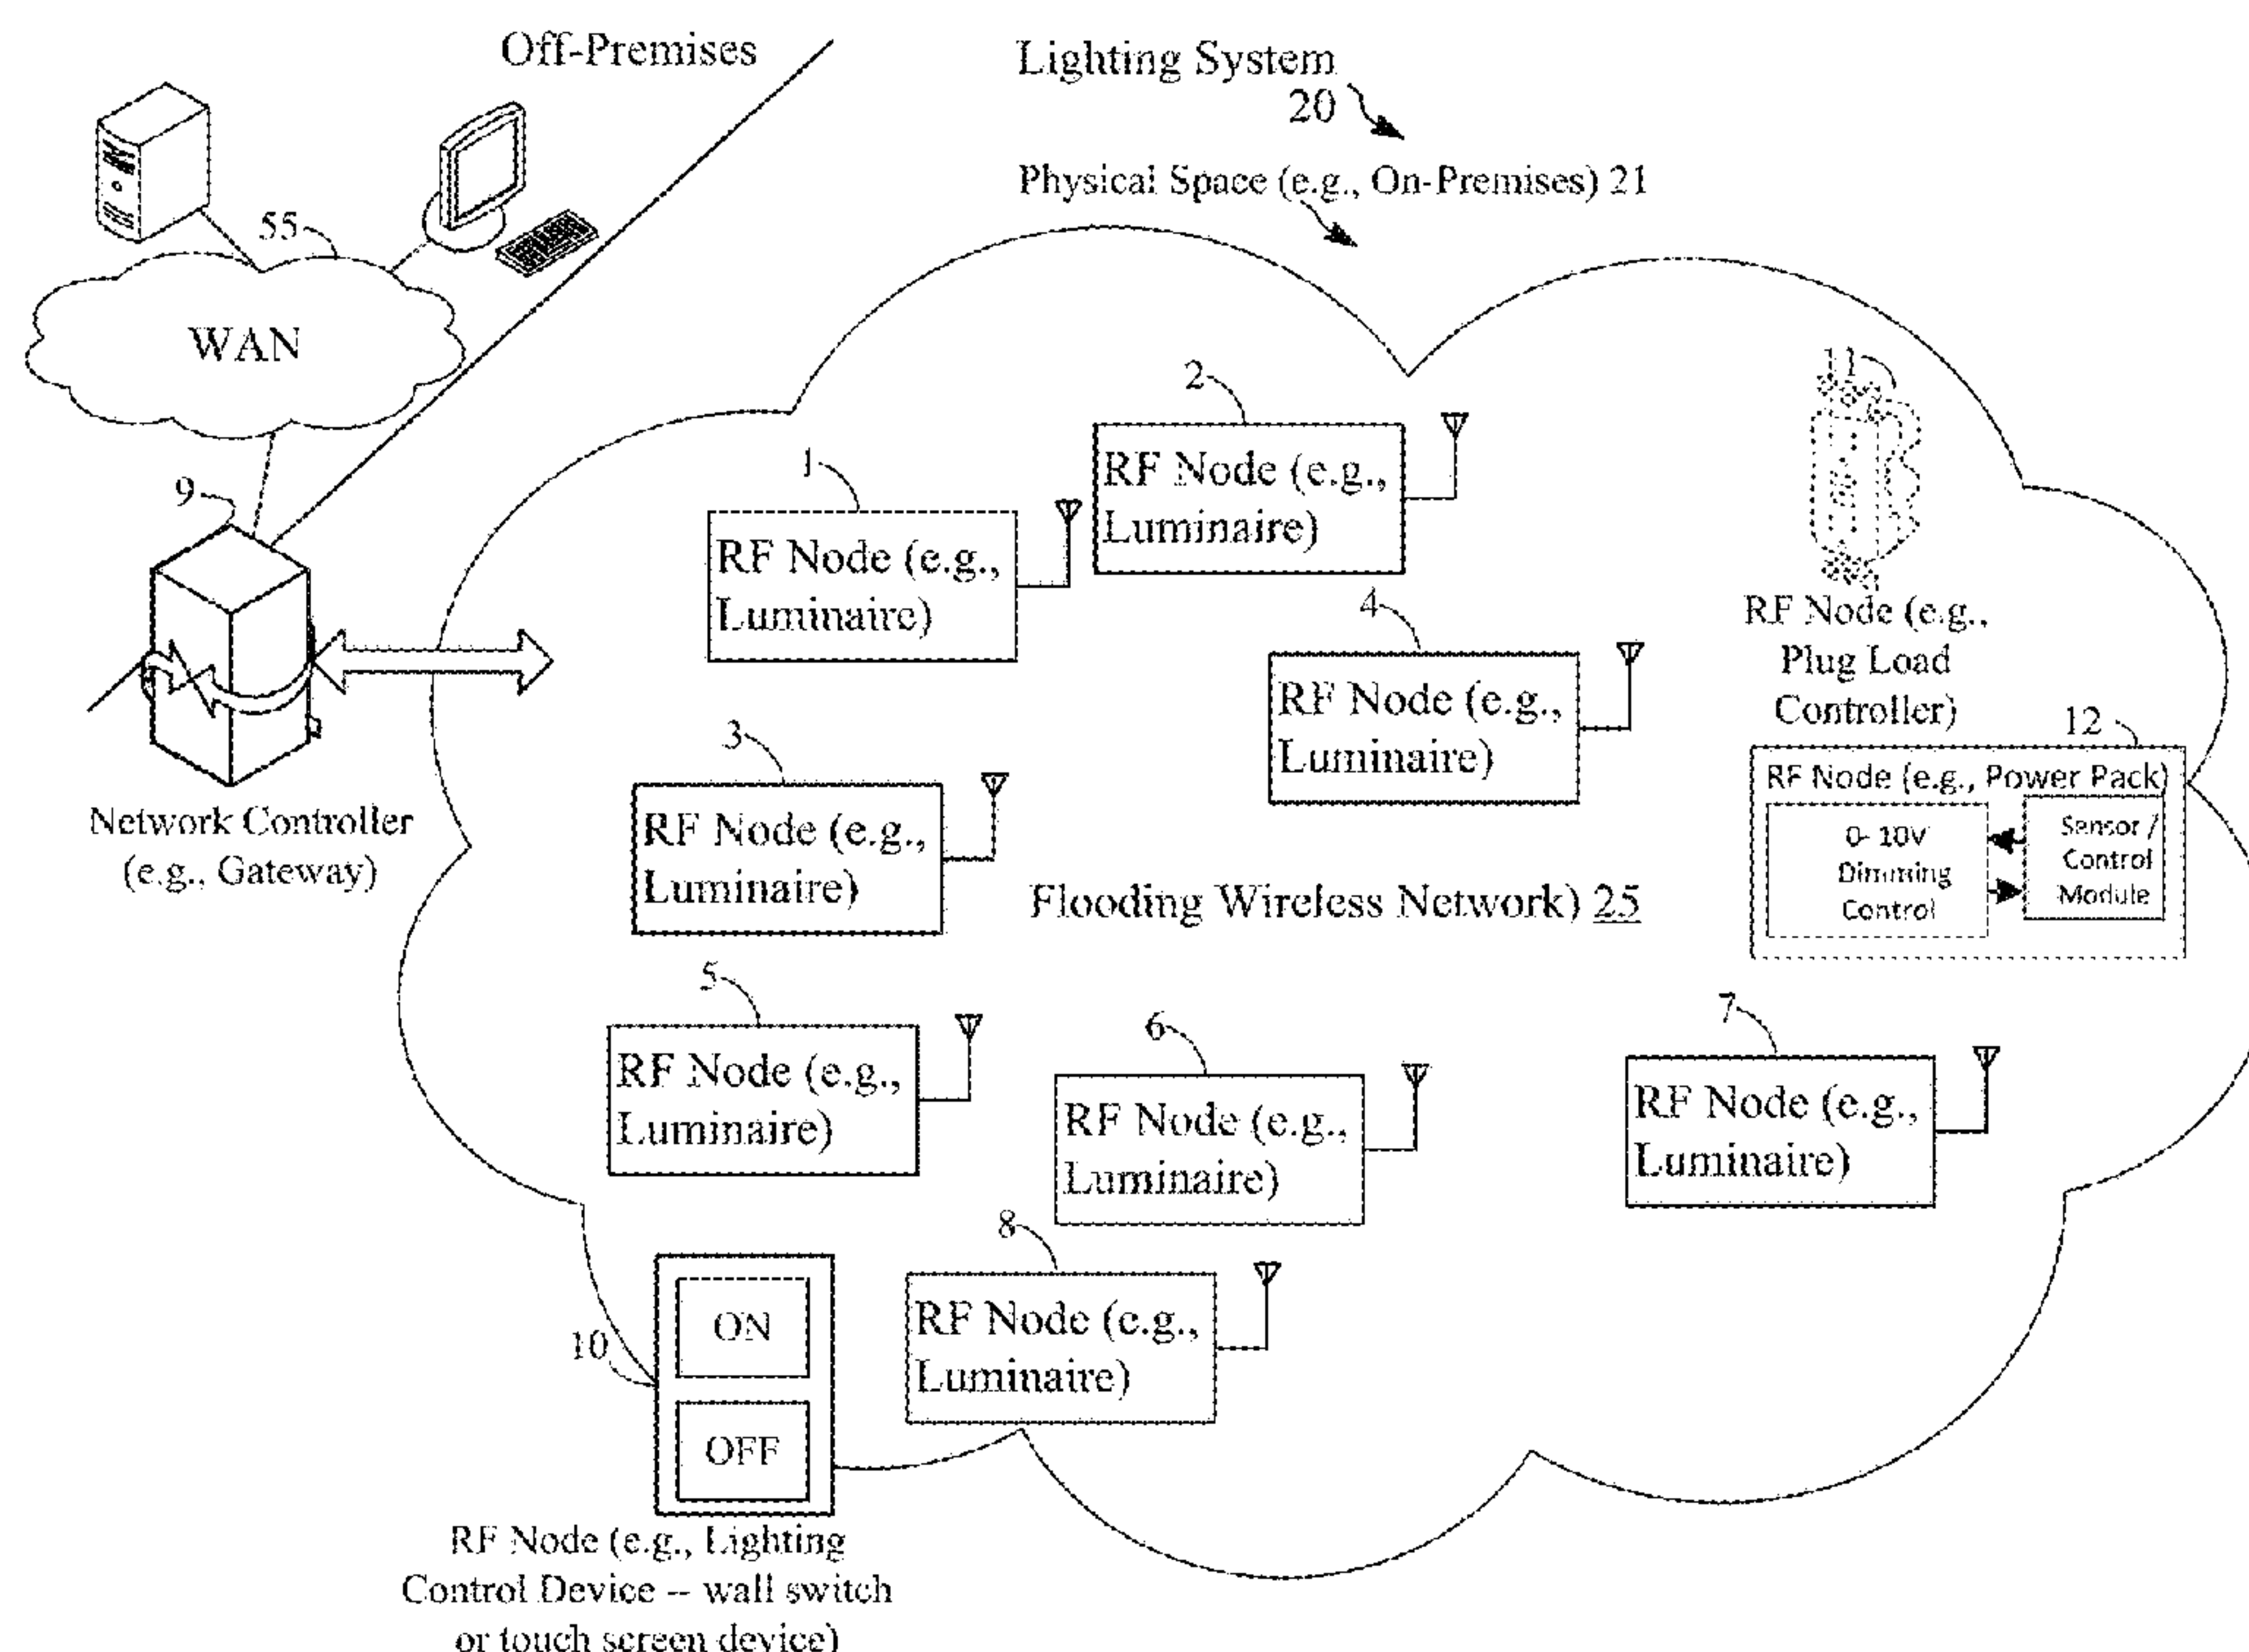 Off-Premises
Lighting System
20
Physical Space (e.g., On-Premises) 21
55
WAN
9
Network Controller
(e.g., Gateway)
1
RF Node (e.g.,
Luminaire)
2
RF Node (e.g.,
Luminaire)
11
RF Node (e.g.,
Plug Load
Controller)
4
RF Node (e.g.,
Luminaire)
3
RF Node (e.g.,
Luminaire)
12
RF Node (e.g., Power Pack)
0-10V
Dimming
Control
Sensor /
Control
Module
Flooding Wireless Network) 25
5
RF Node (e.g.,
Luminaire)
6
RF Node (e.g.,
Luminaire)
7
RF Node (e.g.,
Luminaire)
8
RF Node (e.g.,
Luminaire)
10
ON
OFF
RF Node (e.g., Lighting
Control Device -- wall switch
or touch screen device)